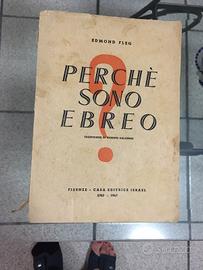 EDMOND FLEG
PERCHÈ
SONO
EBREO
?
FIRENZE - CASA EDITRICE ISRAEL